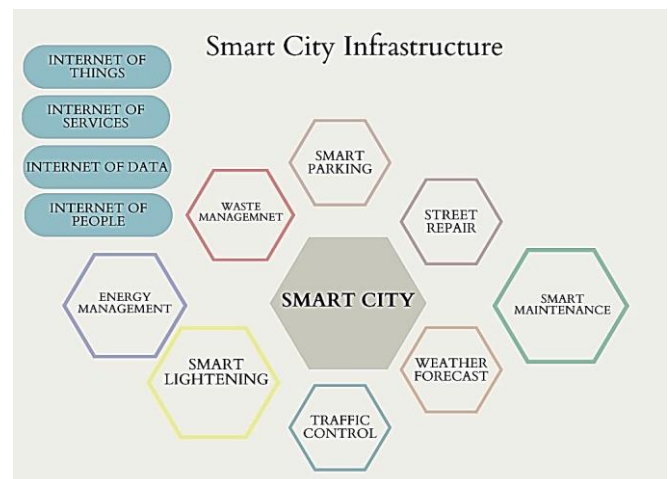 Smart City Infrastructure
INTERNET OF
THINGS
INTERNET OF
SERVICES
INTERNET OF DATA
INTERNET OF
PEOPLE
SMART
PARKING
WASTE
MANAGEMNET
STREET
REPAIR
ENERGY
MANAGEMENT
SMART CITY
SMART
MAINTENANCE
SMART
LIGHTENING
WEATHER
FORECAST
TRAFFIC
CONTROL